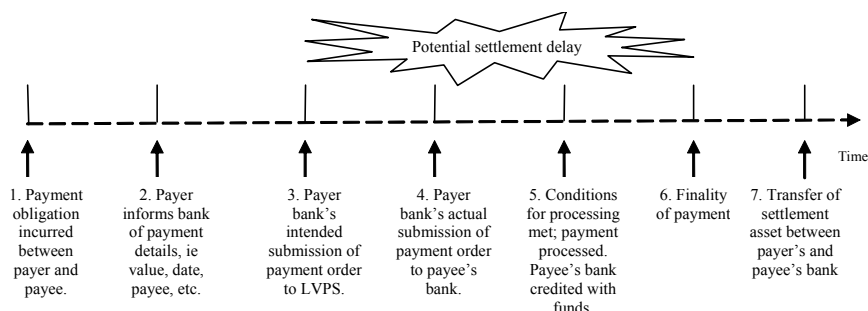 Potential settlement delay
Time
1. Payment
obligation
incurred
between
payer and
payee.
2. Payer
informs bank
of payment
details, ie
value, date,
payee, etc.
3. Payer
bank's
intended
submission of
payment order
to LVPS.
4. Payer
bank's actual
submission of
payment order
to payee's
bank.
5. Conditions
for processing
met; payment
processed.
Payee's bank
credited with
funds
6. Finality
of payment
7. Transfer of
settlement
asset between
payer's and
payee's bank